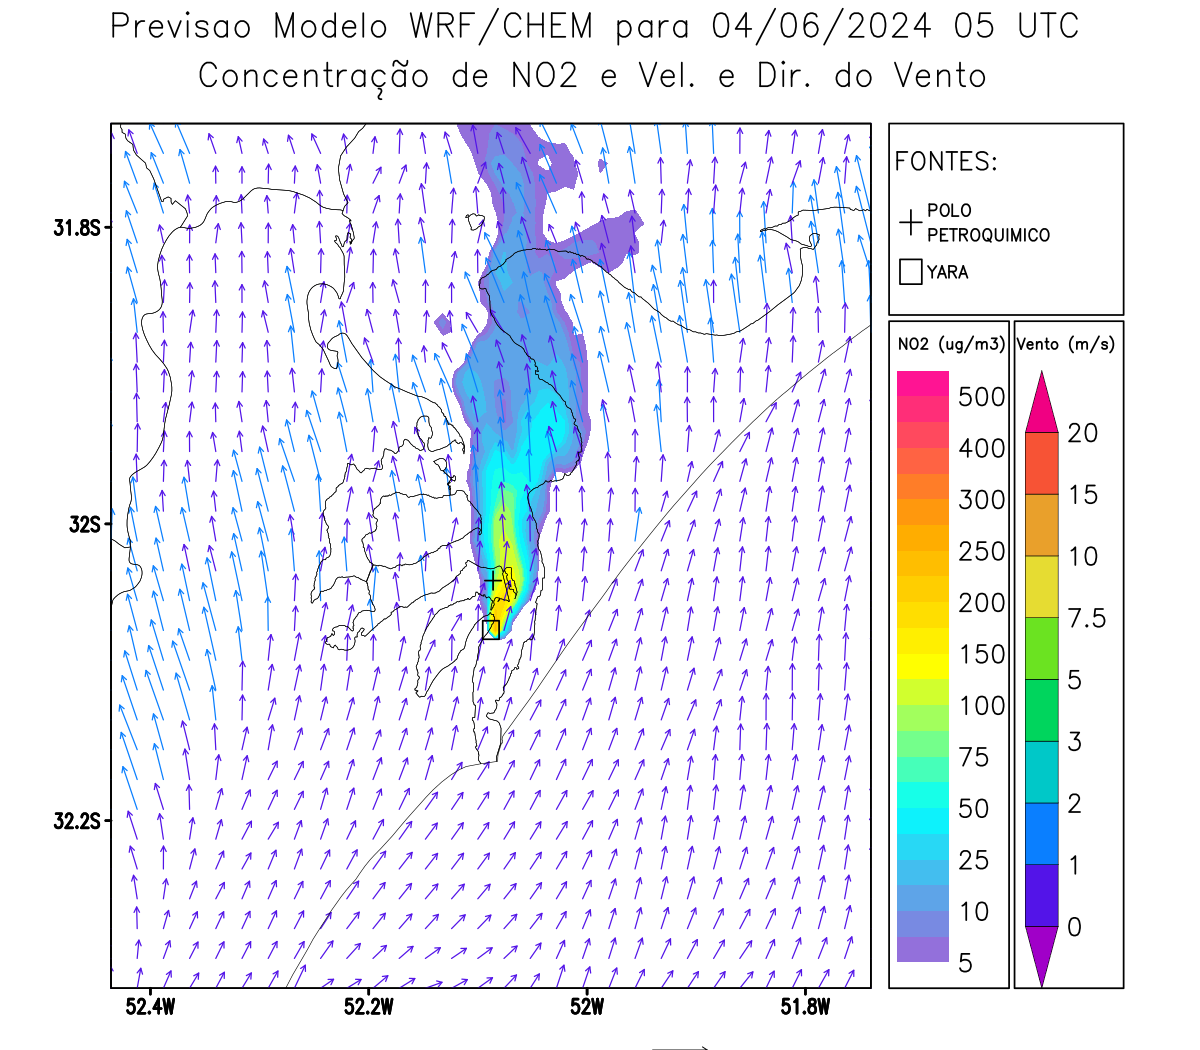 Previsao Modelo WRF/CHEM para 04/06/2024 05 UTC
Concentração de NO2 e Vel. e Dir. do Vento
FONTES:
POLO
PETROQUIMICO
YARA
NO2 (ug/m3)
500
400
300
250
200
150
100
75
50
25
10
5
Vento (m/s)
20
15
10
7.5
5
3
2
1
0
31.8S
32S
32.2S
52.4W
52.2W
52W
51.8W